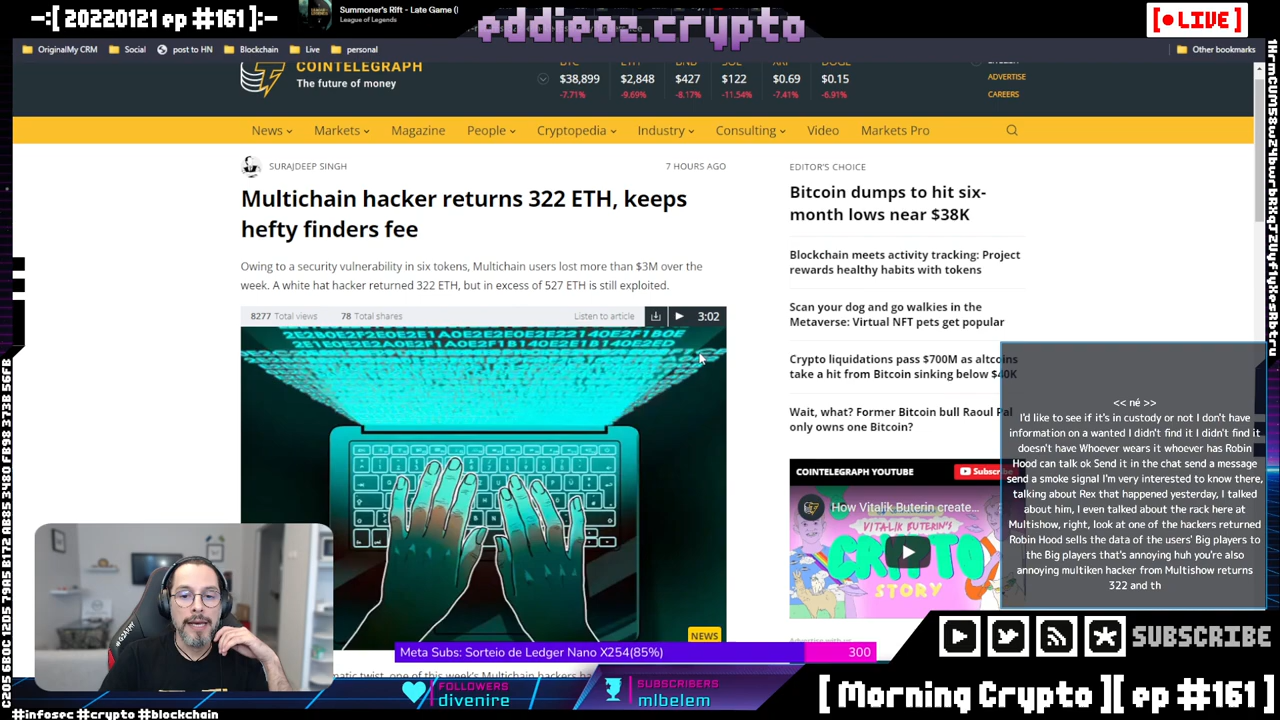 -:[ 20220121 ep #161 ]:-
Summoner's Rift - Late Game (
League of Legends
eddieoz.crypto
[● LIVE ]
OriginalMy CRM
Social
post to HN
Blockchain
Live
personal
Other bookmarks
COINTELEGRAPH
The future of money
BTC
ETH
BNB
SOL
XRP
DOGE
$38,899
$2,848
$427
$122
$0.69
$0.15
-7.71%
-9.69%
-8.17%
-11.54%
-7.41%
-6.91%
ADVERTISE
CAREERS
News
Markets
Magazine
People
Cryptopedia
Industry
Consulting
Video
Markets Pro
SURAJDEEP SINGH
7 HOURS AGO
Multichain hacker returns 322 ETH, keeps
hefty finders fee
Owing to a security vulnerability in six tokens, Multichain users lost more than $3M over the
week. A white hat hacker returned 322 ETH, but in excess of 527 ETH is still exploited.
8277 Total views
78 Total shares
Listen to article
3:02
NEWS
EDITOR'S CHOICE
Bitcoin dumps to hit six-
month lows near $38K
Blockchain meets activity tracking: Project
rewards healthy habits with tokens
Scan your dog and go walkies in the
Metaverse: Virtual NFT pets get popular
Crypto liquidations pass $700M as altcoins
take a hit from Bitcoin sinking below $40K
Wait, what? Former Bitcoin bull Raoul Pal
only owns one Bitcoin?
COINTELEGRAPH YOUTUBE
Subscribe
How Vitalik Buterin create...
VITALIK BUTERIN'S
CRYPTO
STORY
<< né >>
I'd like to see if it's in custody or not I don't have
information on a wanted I didn't find it I didn't find it
doesn't have Whoever wears it whoever has Robin
Hood can talk ok Send it in the chat send a message
send a smoke signal I'm very interested to know there,
talking about Rex that happened yesterday, I talked
about him, I even talked about the rack here at
Multishow, right, look at one of the hackers returned
Robin Hood sells the data of the users' Big players to
the Big players that's annoying huh you're also
annoying multiken hacker from Multishow returns
322 and th
Meta Subs: Sorteio de Ledger Nano X254(85%)
300
FOLLOWERS
divenire
SUBSCRIBERS
mlbelem
SUBSCRIBE
[ Morning Crypto ][ ep #161 ]
#infosec #crypto #blockchain